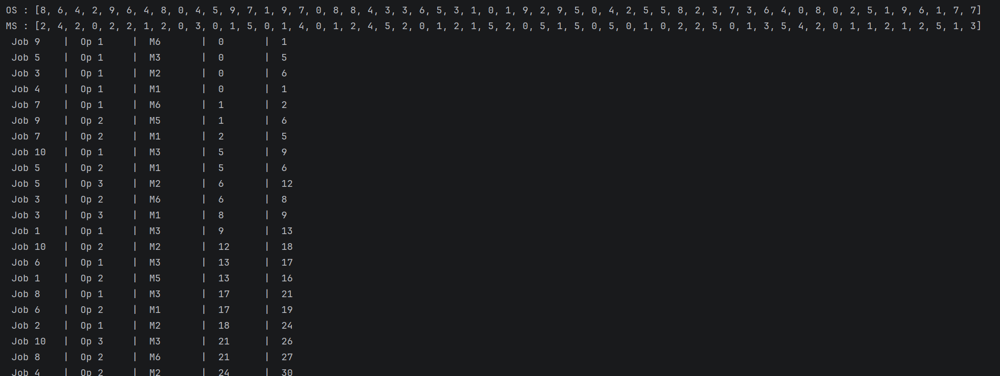 OS : [8, 6, 4, 2, 9, 6, 4, 8, 0, 4, 5, 9, 7, 1, 9, 7, 0, 8, 8, 4, 3, 3, 6, 5, 3, 1, 0, 1, 9, 2, 9, 5, 0, 4, 2, 5, 5, 8, 2, 3, 7, 3, 6, 4, 0, 8, 0, 2, 5, 1, 9, 6, 1, 7, 7]
MS : [2, 4, 2, 0, 2, 2, 1, 2, 0, 3, 0, 1, 5, 0, 1, 4, 0, 1, 2, 4, 5, 2, 0, 1, 2, 1, 5, 2, 0, 5, 1, 5, 0, 5, 0, 1, 0, 2, 2, 5, 0, 1, 3, 5, 4, 2, 0, 1, 1, 2, 1, 2, 5, 1, 3]
Job 9 | Op 1 | M6 | 0 | 1
Job 5 | Op 1 | M3 | 0 | 5
Job 3 | Op 1 | M2 | 0 | 6
Job 4 | Op 1 | M1 | 0 | 1
Job 7 | Op 1 | M6 | 1 | 2
Job 9 | Op 2 | M5 | 1 | 6
Job 7 | Op 2 | M1 | 2 | 5
Job 10 | Op 1 | M3 | 5 | 9
Job 5 | Op 2 | M1 | 5 | 6
Job 5 | Op 3 | M2 | 6 | 12
Job 3 | Op 2 | M6 | 6 | 8
Job 3 | Op 3 | M1 | 8 | 9
Job 1 | Op 1 | M3 | 9 | 13
Job 10 | Op 2 | M2 | 12 | 18
Job 6 | Op 1 | M3 | 13 | 17
Job 1 | Op 2 | M5 | 13 | 16
Job 8 | Op 1 | M3 | 17 | 21
Job 6 | Op 2 | M1 | 17 | 19
Job 2 | Op 1 | M2 | 18 | 24
Job 10 | Op 3 | M3 | 21 | 26
Job 8 | Op 2 | M6 | 21 | 27
Job 4 | Op 2 | M2 | 24 | 30